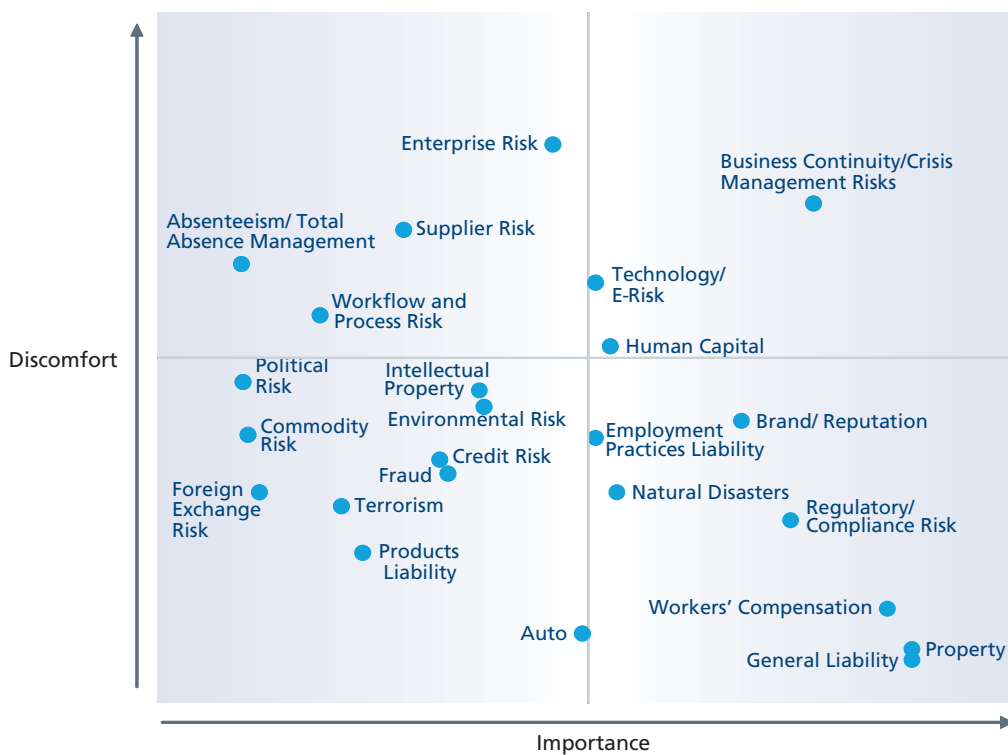 Enterprise Risk
Business Continuity/Crisis
Management Risks
Absenteeism/ Total
Absence Management
Supplier Risk
Technology/
E-Risk
Workflow and
Process Risk
Human Capital
Discomfort
Political
Risk
Intellectual
Property
Environmental Risk
Brand/ Reputation
Commodity
Risk
Employment
Practices Liability
Credit Risk
Fraud
Foreign
Exchange
Risk
Terrorism
Natural Disasters
Regulatory/
Compliance Risk
Products
Liability
Workers’ Compensation
Auto
Property
General Liability
Importance